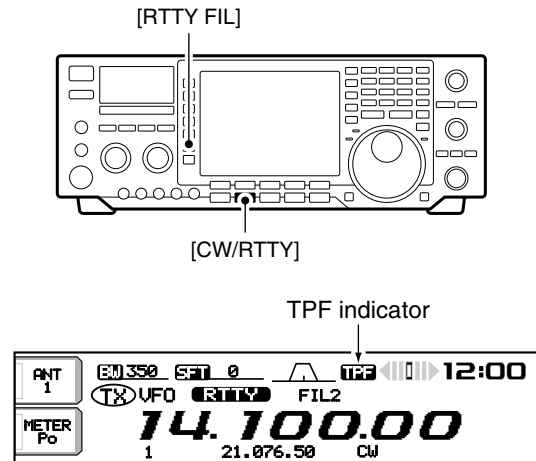 [RTTY FIL]
[CW/RTTY]
TPF indicator
ANT 1
BW 350 SFT 0 TPF 12:00
TX VFO RTTY FIL2
METER Po
14.100.00
1 21.076.50 CW